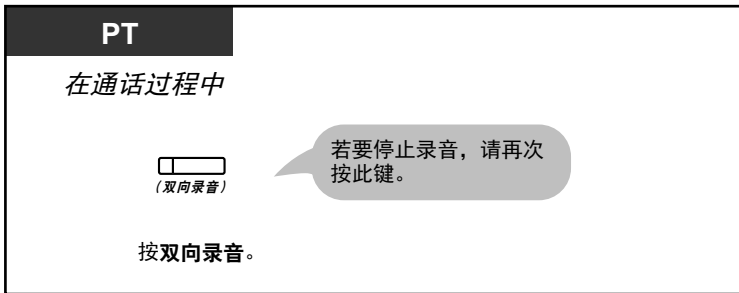 PT
在通话过程中
若要停止录音，请再次
按此键。
(双向录音)
按双向录音。